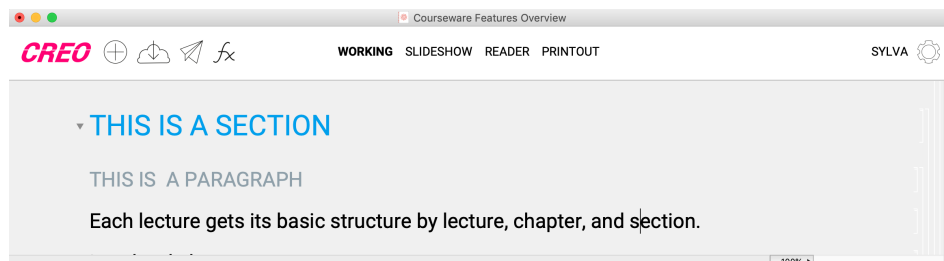 Courseware Features Overview
CREO fx WORKING SLIDESHOW READER PRINTOUT SYLVA
THIS IS A SECTION
THIS IS A PARAGRAPH
Each lecture gets its basic structure by lecture, chapter, and section.